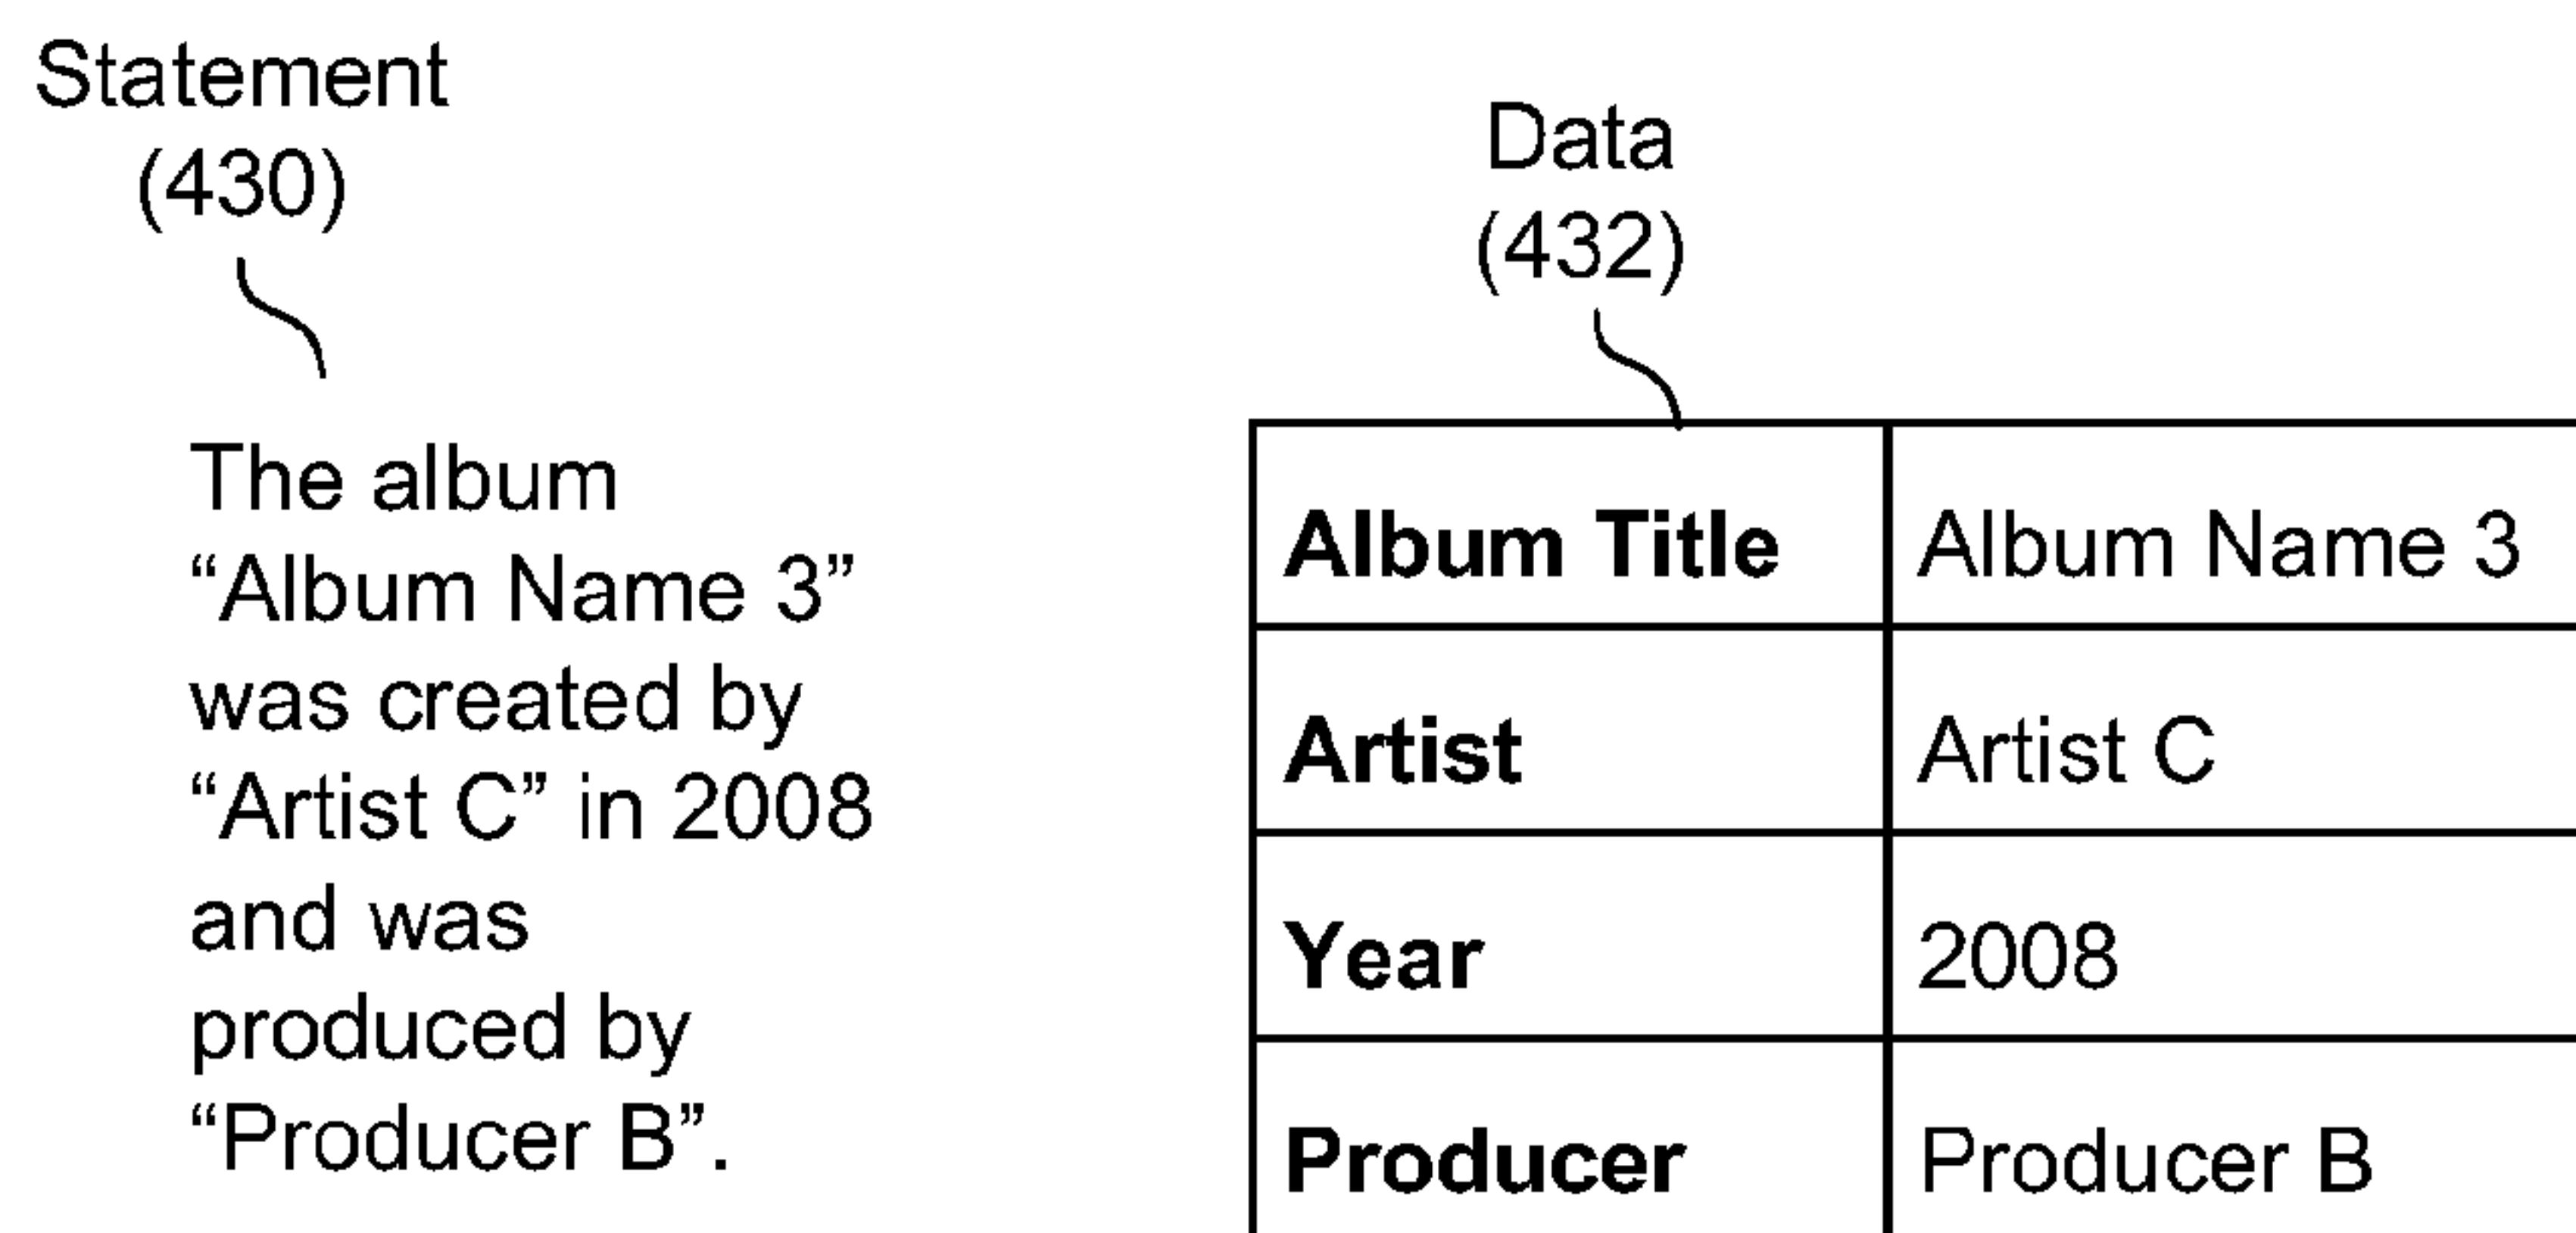 Statement
(430)
The album
“Album Name 3”
was created by
“Artist C” in 2008
and was
produced by
“Producer B”.
Data
(432)
Album Title Album Name 3
Artist Artist C
Year 2008
Producer Producer B